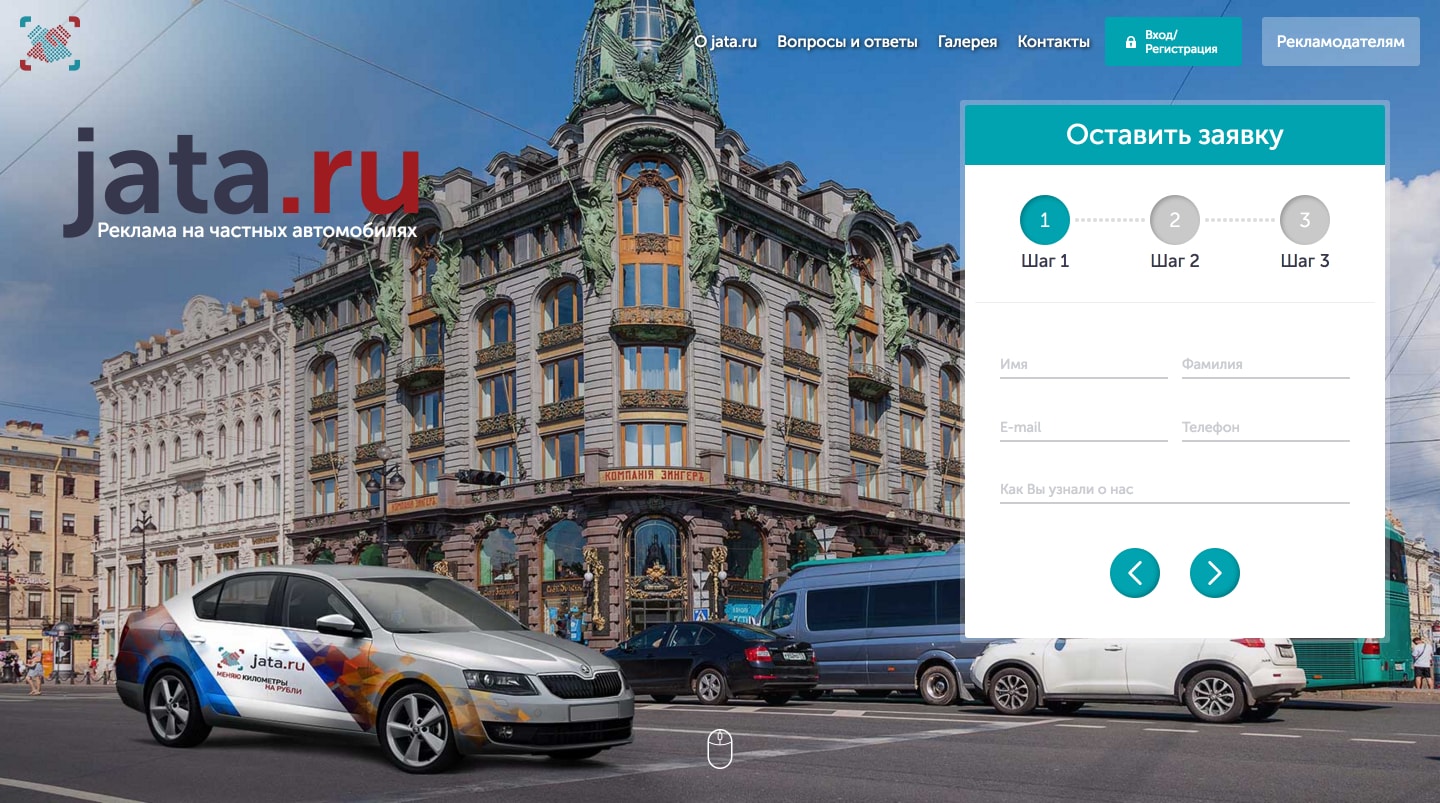 О jata.ru
Вопросы и ответы
Галерея
Контакты
Вход/
Регистрация
Рекламодателям
jata.ru
Реклама на частных автомобилях
Оставить заявку
1
2
3
Шаг 1
Шаг 2
Шаг 3
Имя
Фамилия
E-mail
Телефон
Как Вы узнали о нас
КОМПАНІЯ ЗИНГЕРЪ
jata.ru
МЕНЯЮ КИЛОМЕТРЫ
НА РУБЛИ